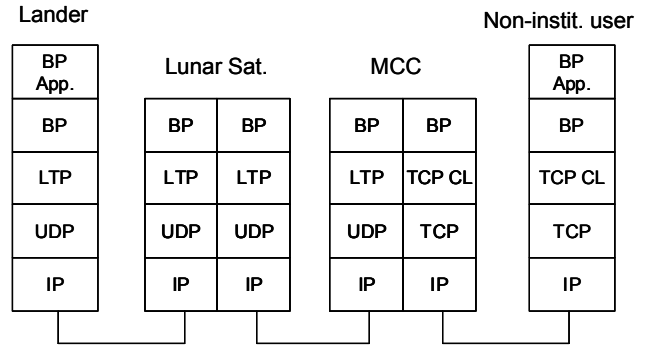 Lander
Lunar Sat.
MCC
Non-instit. user
BP
App.
BP
App.
BP
BP
BP
BP
BP
BP
LTP
LTP
LTP
LTP
TCP CL
TCP CL
UDP
UDP
UDP
UDP
TCP
TCP
IP
IP
IP
IP
IP
IP